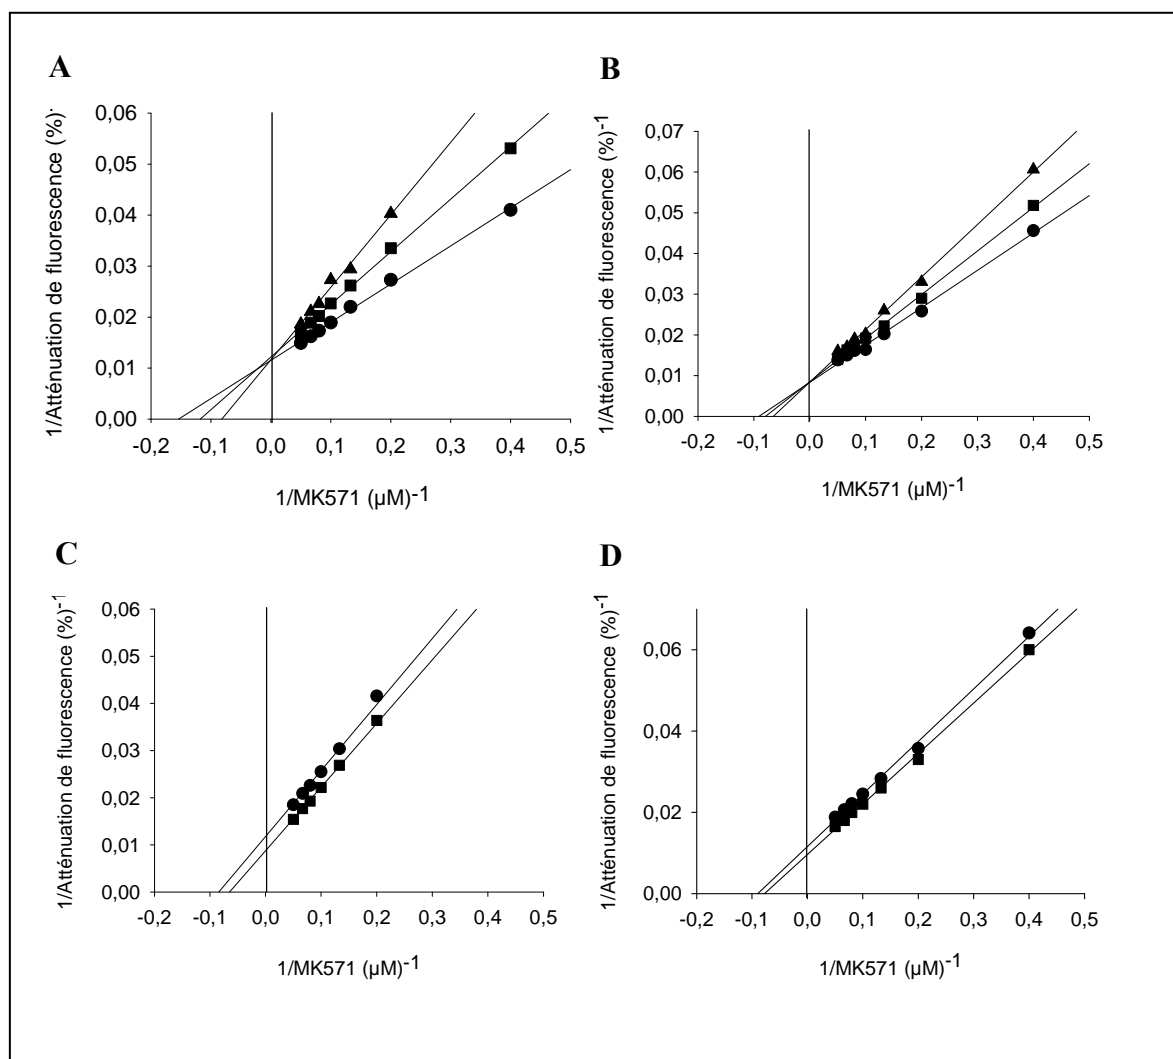 A
1/Atténuation de fluorescence (%)-
0,06
0,05
0,04
0,03
0,02
0,01
0,00
-0,2 -0,1 0,0 0,1 0,2 0,3 0,4 0,5
1/MK571 (µM)-1
B
1/Atténuation de fluorescence (%)-1
0,07
0,06
0,05
0,04
0,03
0,02
0,01
0,00
-0,2 -0,1 0,0 0,1 0,2 0,3 0,4 0,5
1/MK571 (µM)-1
C
1/Atténuation de fluorescence (%)-1
0,06
0,05
0,04
0,03
0,02
0,01
0,00
-0,2 -0,1 0,0 0,1 0,2 0,3 0,4 0,5
1/MK571 (µM)-1
D
1/Atténuation de fluorescence (%)-1
0,06
0,04
0,02
0,00
-0,2 -0,1 0,0 0,1 0,2 0,3 0,4 0,5
1/MK571 (µM)-1